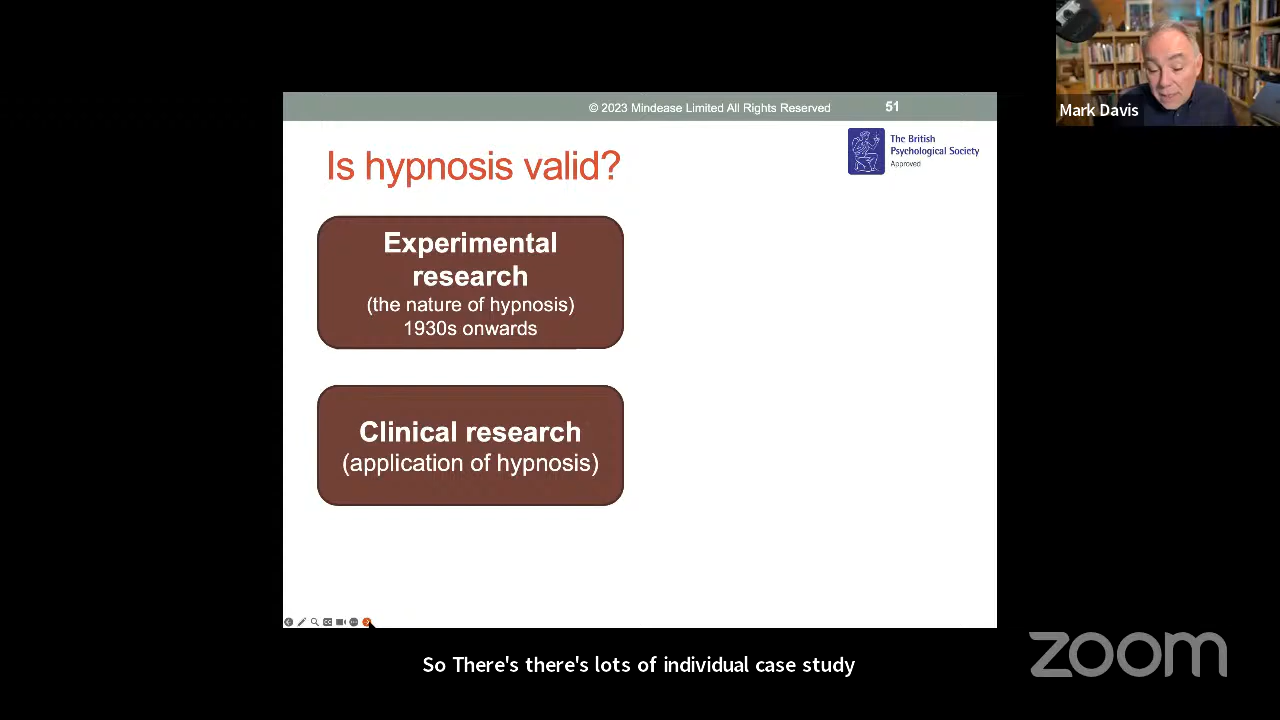 © 2023 Mindease Limited All Rights Reserved 51
Mark Davis
Is hypnosis valid?
The British
Psychological Society
Approved
Experimental
research
(the nature of hypnosis)
1930s onwards
Clinical research
(application of hypnosis)
So There's there's lots of individual case study
zoom